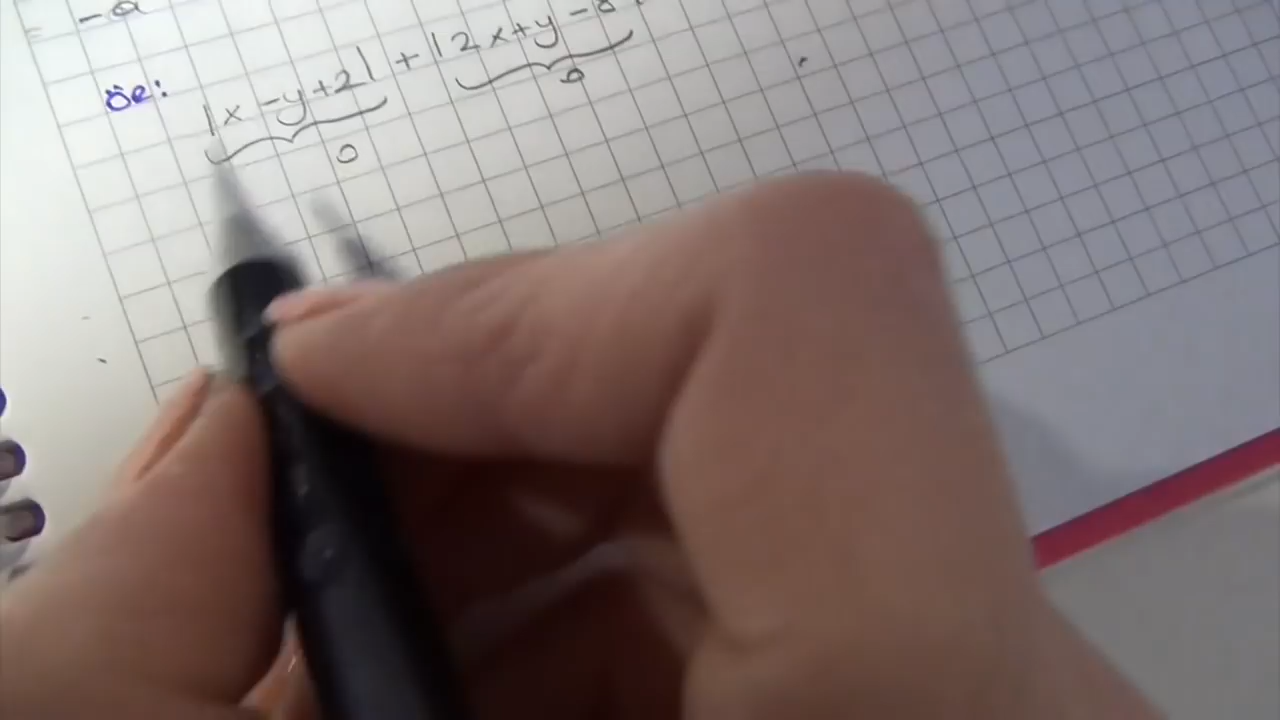 -a
öe:
|x-y+2| + |2x+y-8
0 0